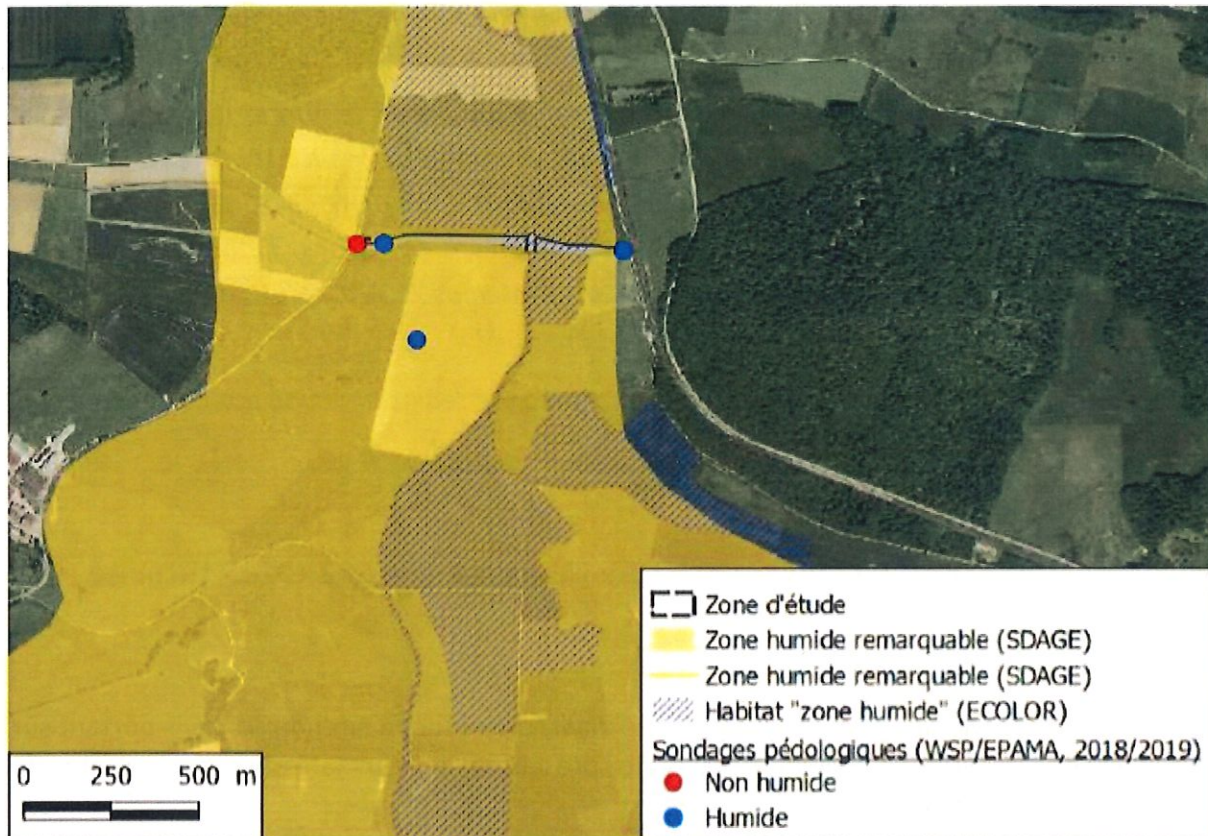 Zone d'étude
Zone humide remarquable (SDAGE)
Zone humide remarquable (SDAGE)
Habitat "zone humide" (ECOLOR)
Sondages pédologiques (WSP/EPAMA, 2018/2019)
Non humide
Humide
0 250 500 m